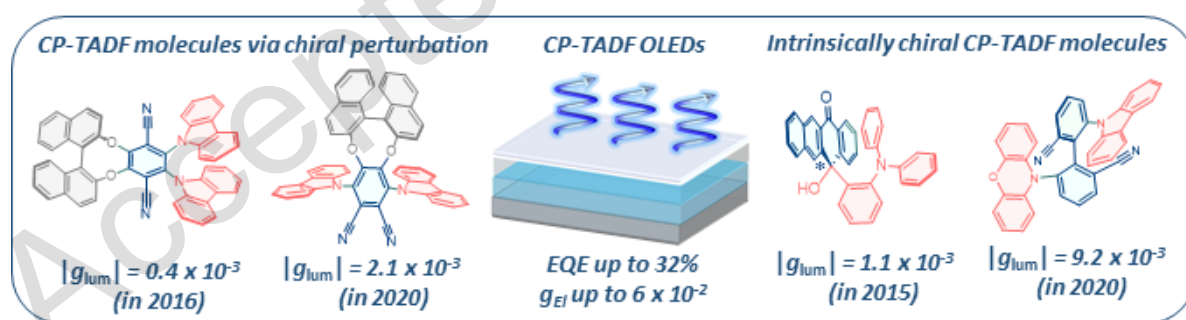 CP-TADF molecules via chiral perturbation
CP-TADF OLEDs
Intrinsically chiral CP-TADF molecules
N
O
O
N
N
N
O
O
N
N
N
N
O
N
HO
*
N
N
N
O
N
|glum| = 0.4 x 10-3
(in 2016)
|glum| = 2.1 x 10-3
(in 2020)
EQE up to 32%
gEl up to 6 x 10-2
|glum| = 1.1 x 10-3
(in 2015)
|glum| = 9.2 x 10-3
(in 2020)
Accepte